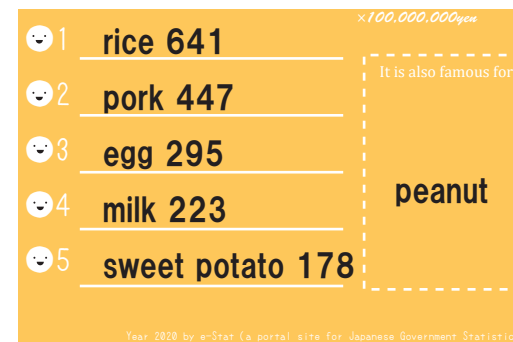 ×100,000,000yen
1 rice 641
2 pork 447
3 egg 295
4 milk 223
5 sweet potato 178
It is also famous for
peanut
Year 2020 by e-Stat (a portal site for Japanese Government Statistic